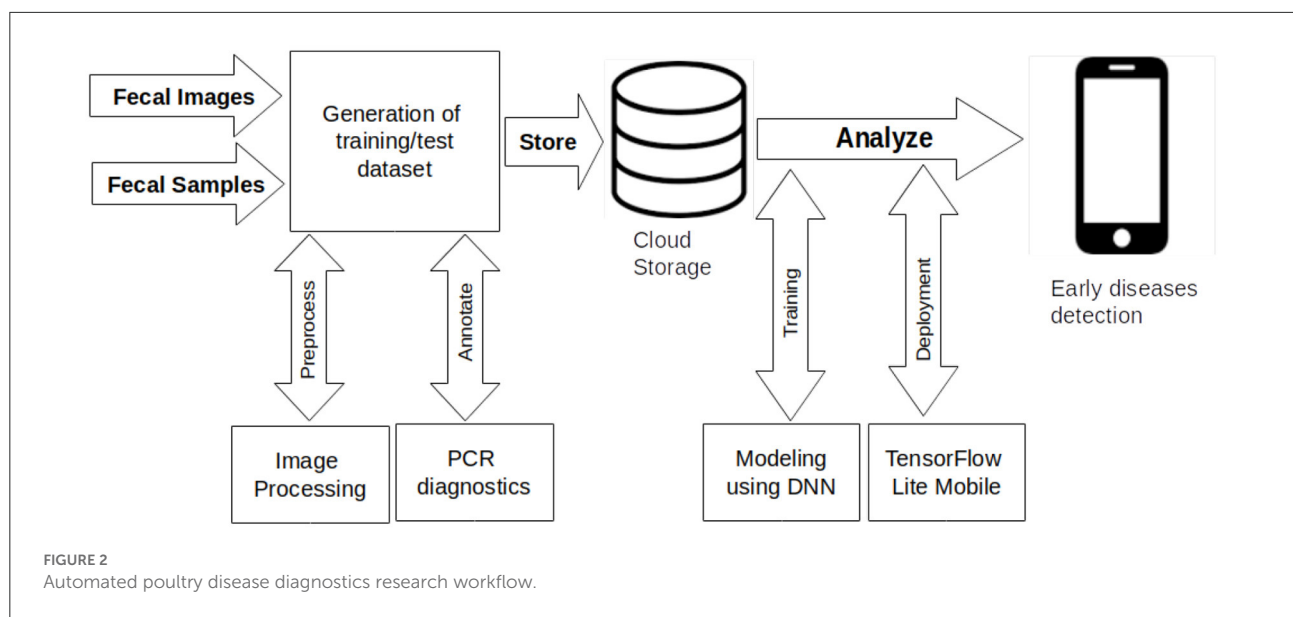 Fecal Images
Fecal Samples
Generation of
training/test
dataset
Store
Cloud
Storage
Analyze
Early diseases
detection
Preprocess
Annotate
Training
Deployment
Image
Processing
PCR
diagnostics
Modeling
using DNN
TensorFlow
Lite Mobile
FIGURE 2
Automated poultry disease diagnostics research workflow.